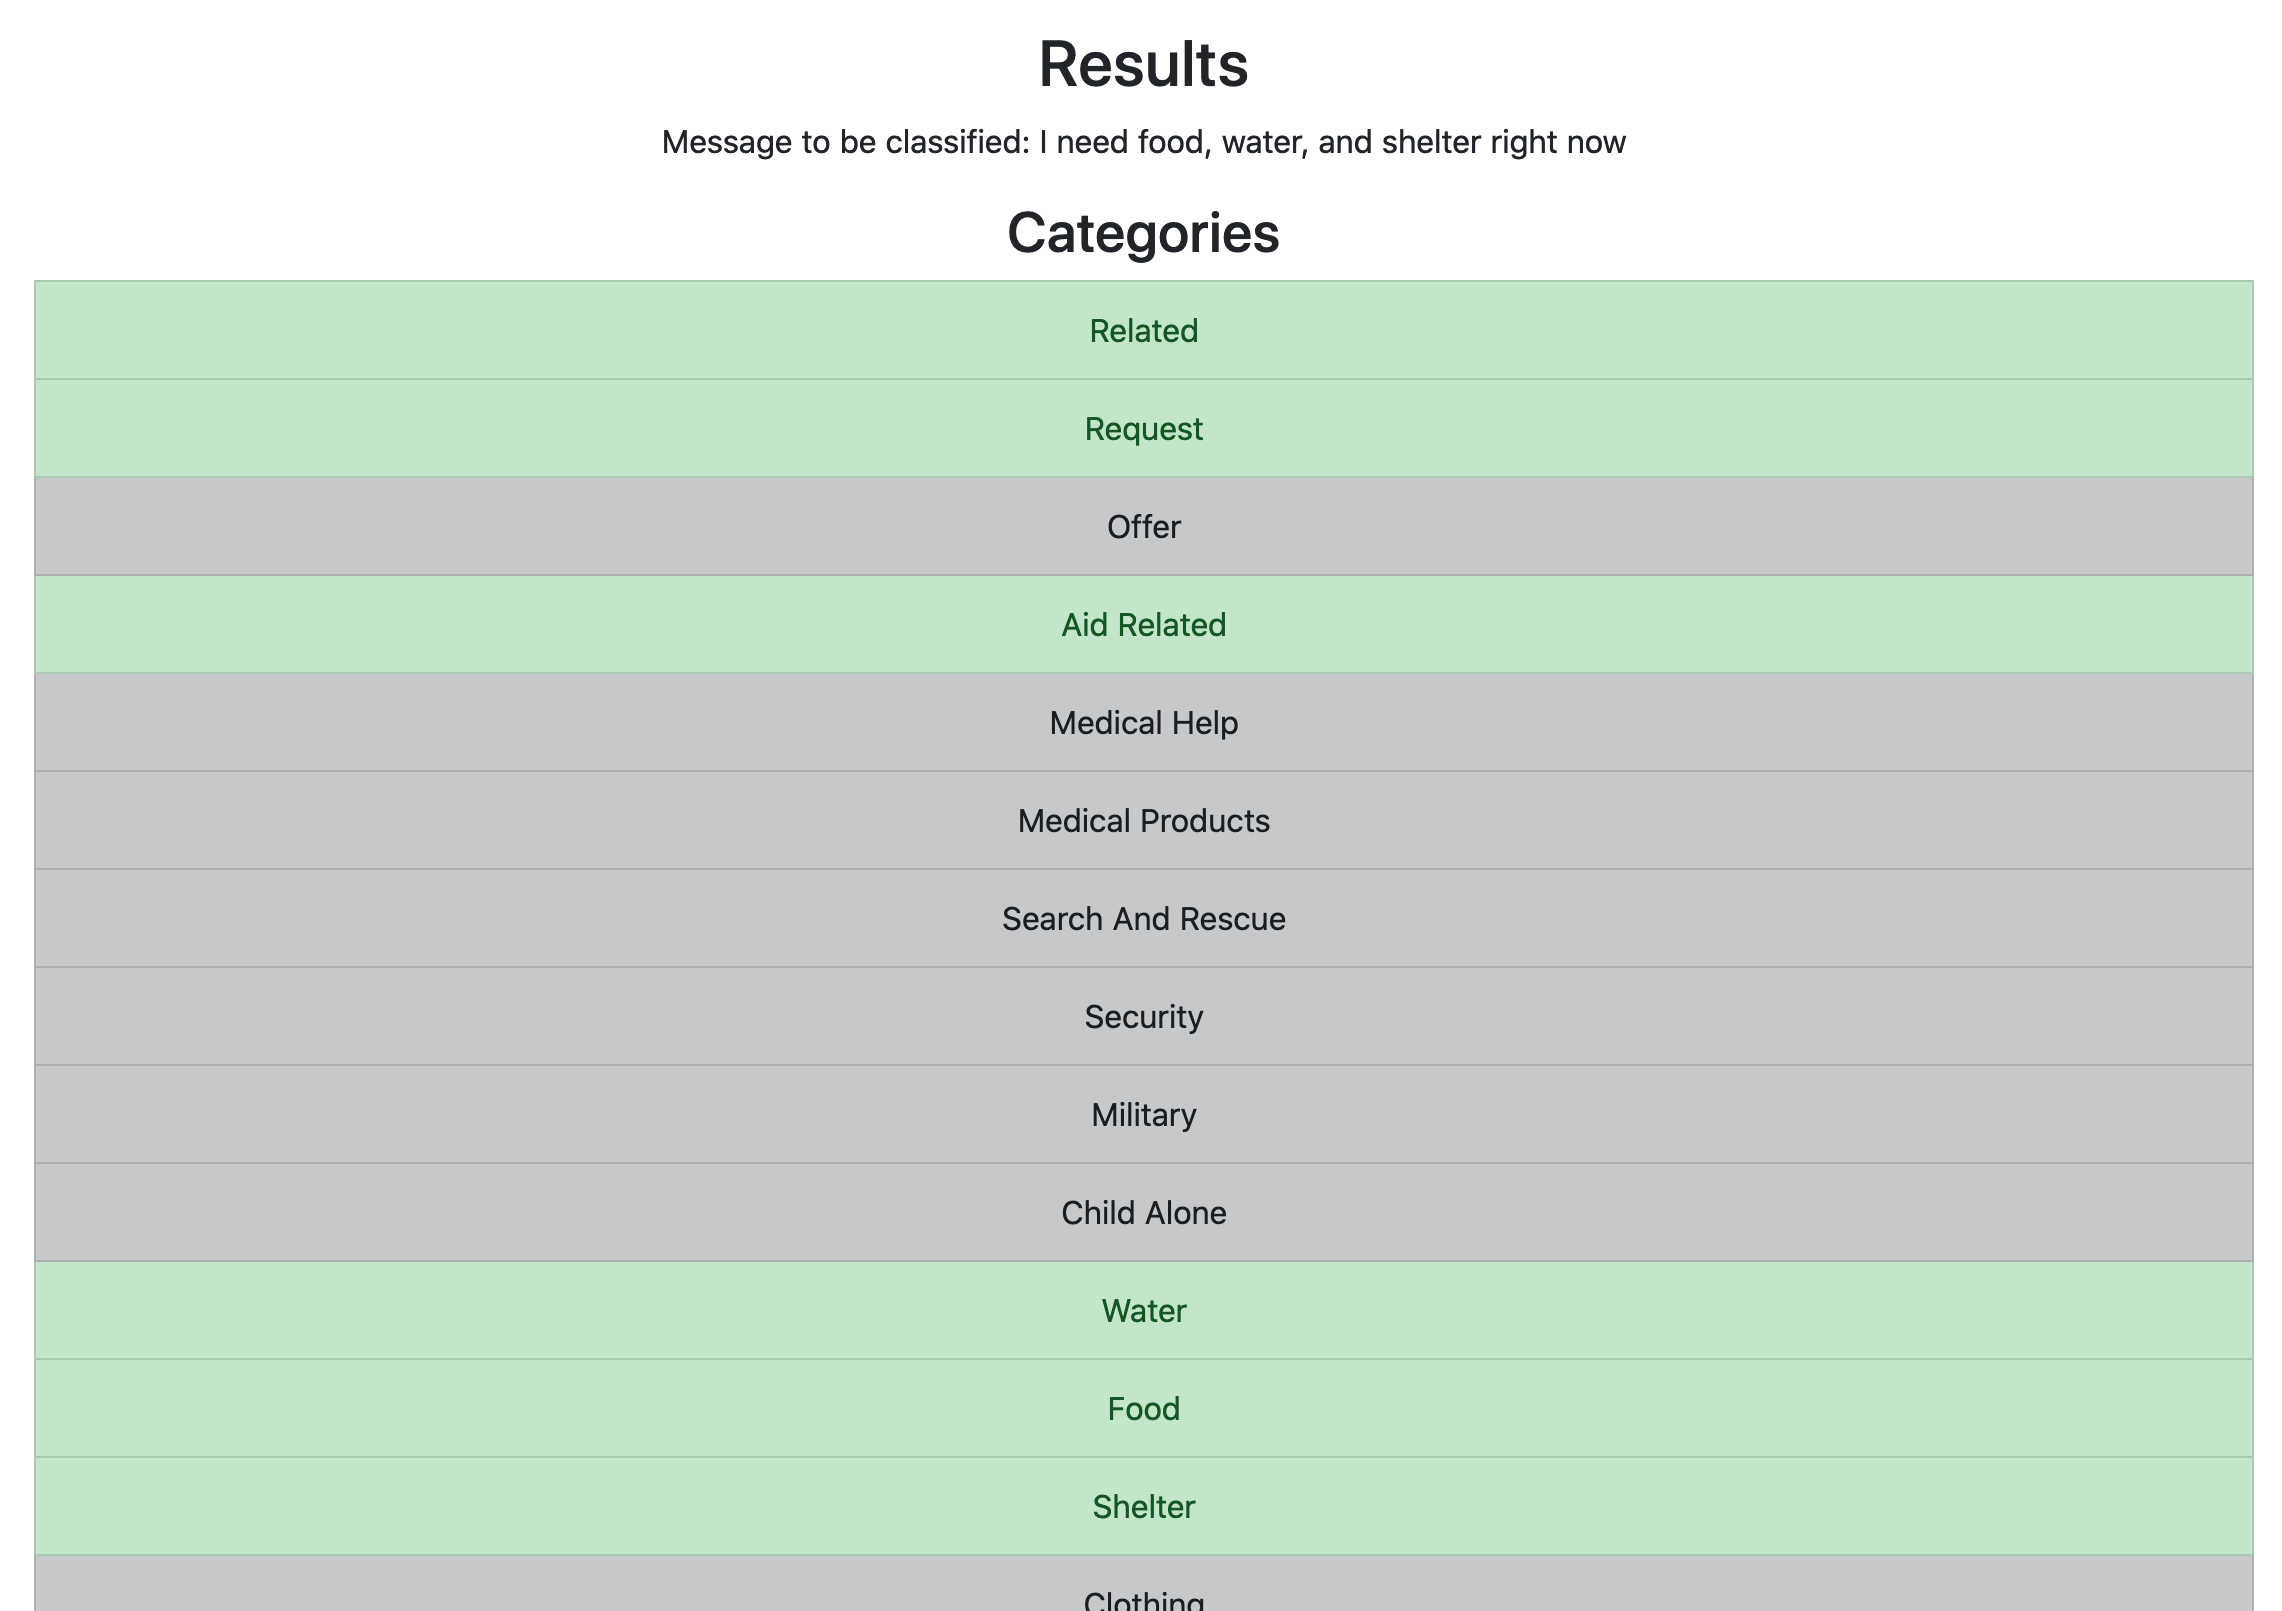 Results
Message to be classified: I need food, water, and shelter right now
Categories
Related
Request
Offer
Aid Related
Medical Help
Medical Products
Search And Rescue
Security
Military
Child Alone
Water
Food
Shelter
Clothing